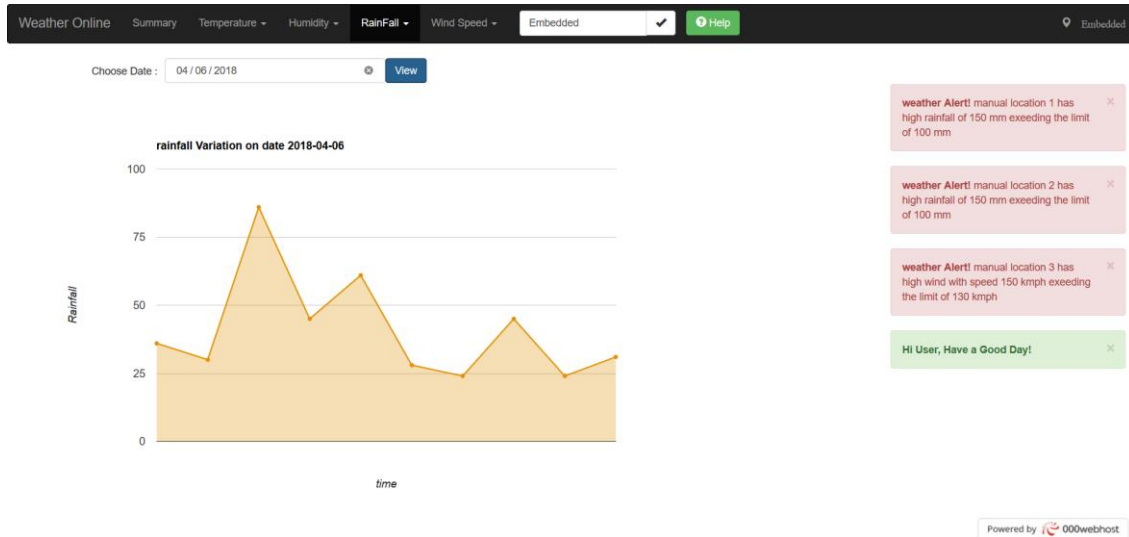 Weather Online Summary Temperature Humidity RainFall Wind Speed Embedded Help Embedded
Choose Date : 04 / 06 / 2018 View
weather Alert! manual location 1 has
high rainfall of 150 mm exeeding the limit
of 100 mm
weather Alert! manual location 2 has
high rainfall of 150 mm exeeding the limit
of 100 mm
weather Alert! manual location 3 has
high wind with speed 150 kmph exeeding
the limit of 130 kmph
Hi User, Have a Good Day!
rainfall Variation on date 2018-04-06
100
75
50
25
0
Rainfall
time
Powered by 000webhost